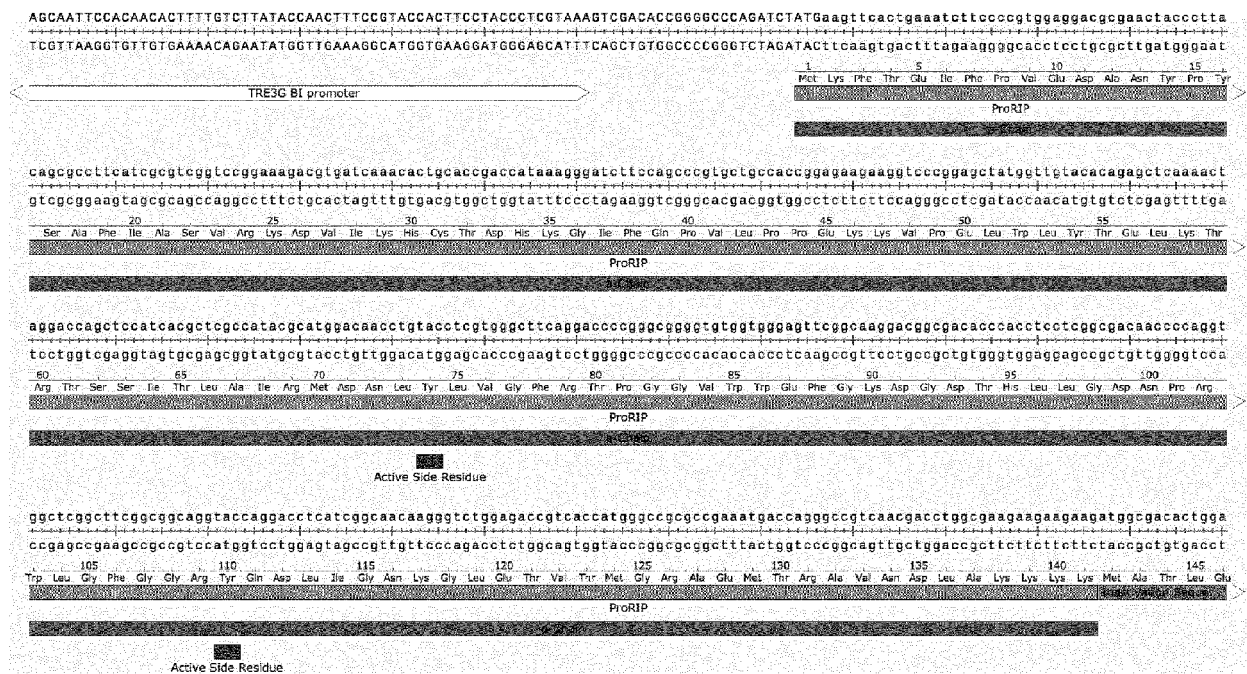 AGCAATTCCACAACACTTTTGTCTTATACCAACTTTCCGTACCACTTCCTACCCTCGTAAAGTCGACACCGGGGCCCAGATCTATGaagttcactgaaatcttccccgtggaggacgcgaactaccctta
TCGTTAAGGTGTTGTGAAAACAGAATATGGTTGAAAGGCATGGTGAAGGATGGGAGCATTTCAGCTGTGGCCCCGGGTCTAGATACttcaagtgactttagaaggggcacctcctgcgcttgatgggaat
1 5 10 15
Met Lys Phe Thr Glu Ile Phe Pro Val Glu Asp Ala Asn Tyr Pro Tyr
TRE3G BI promoter
ProRIP
cagcgccttcatcgcgtcggtccggaaagacgtgatcaaacactgcaccgaccataaagggatcttccagcccgtgctgccaccggagaagaaggtcccggagctatggttgtacacagagctcaaaact
gtcgcggaagtagcgcagccaggcctttctgcactagtttgtgacgtggctggtatttccctagaaggtcgggcacgacggtggcctcttcttccagggcctcgataccaacatgtgtctcgagttttga
20 25 30 35 40 45 50 55
Ser Ala Phe Ile Ala Ser Val Arg Lys Asp Val Ile Lys His Cys Thr Asp His Lys Gly Ile Phe Gln Pro Val Leu Pro Pro Glu Lys Lys Val Pro Glu Leu Trp Leu Tyr Thr Glu Leu Lys Thr
ProRIP
aggaccagctccatcacgctcgccatacgcatggacaacctgtacctcgtgggcttcaggaccccgggcggggtgtggtgggagttcggcaaggacggcgacacccacctcctcggcgacaaccccaggt
tcctggtcgaggtagtgcgagcggtatgcgtacctgttggacatggagcacccgaagtcctggggcccgccccacaccaccctcaagccgttcctgccgctgtgggtggaggagccgctgttggggtcca
60 65 70 75 80 85 90 95 100
Arg Thr Ser Ser Ile Thr Leu Ala Ile Arg Met Asp Asn Leu Tyr Leu Val Gly Phe Arg Thr Pro Gly Gly Val Trp Trp Glu Phe Gly Lys Asp Gly Asp Thr His Leu Leu Gly Asp Asn Pro Arg
ProRIP
Active Side Residue
ggctcggcttcggcggcaggtaccaggacctcatcggcaacaagggtctggagaccgtcaccatgggccgcgccgaaatgaccagggccgtcaacgacctggcgaagaagaagaagatggcgacactgga
ccgagccgaagccgccgtccatggtcctggagtagccgttgttcccagacctctggcagtggtacccggcgcggctttactggtcccggcagttgctggaccgcttcttcttcttctaccgctgtgacct
105 110 115 120 125 130 135 140 145
Trp Leu Gly Phe Gly Gly Arg Tyr Gln Asp Leu Ile Gly Asn Lys Gly Leu Glu Thr Val Thr Met Gly Arg Ala Glu Met Thr Arg Ala Val Asn Asp Leu Ala Lys Lys Lys Lys Met Ala Thr Leu Glu
ProRIP
Active Side Residue